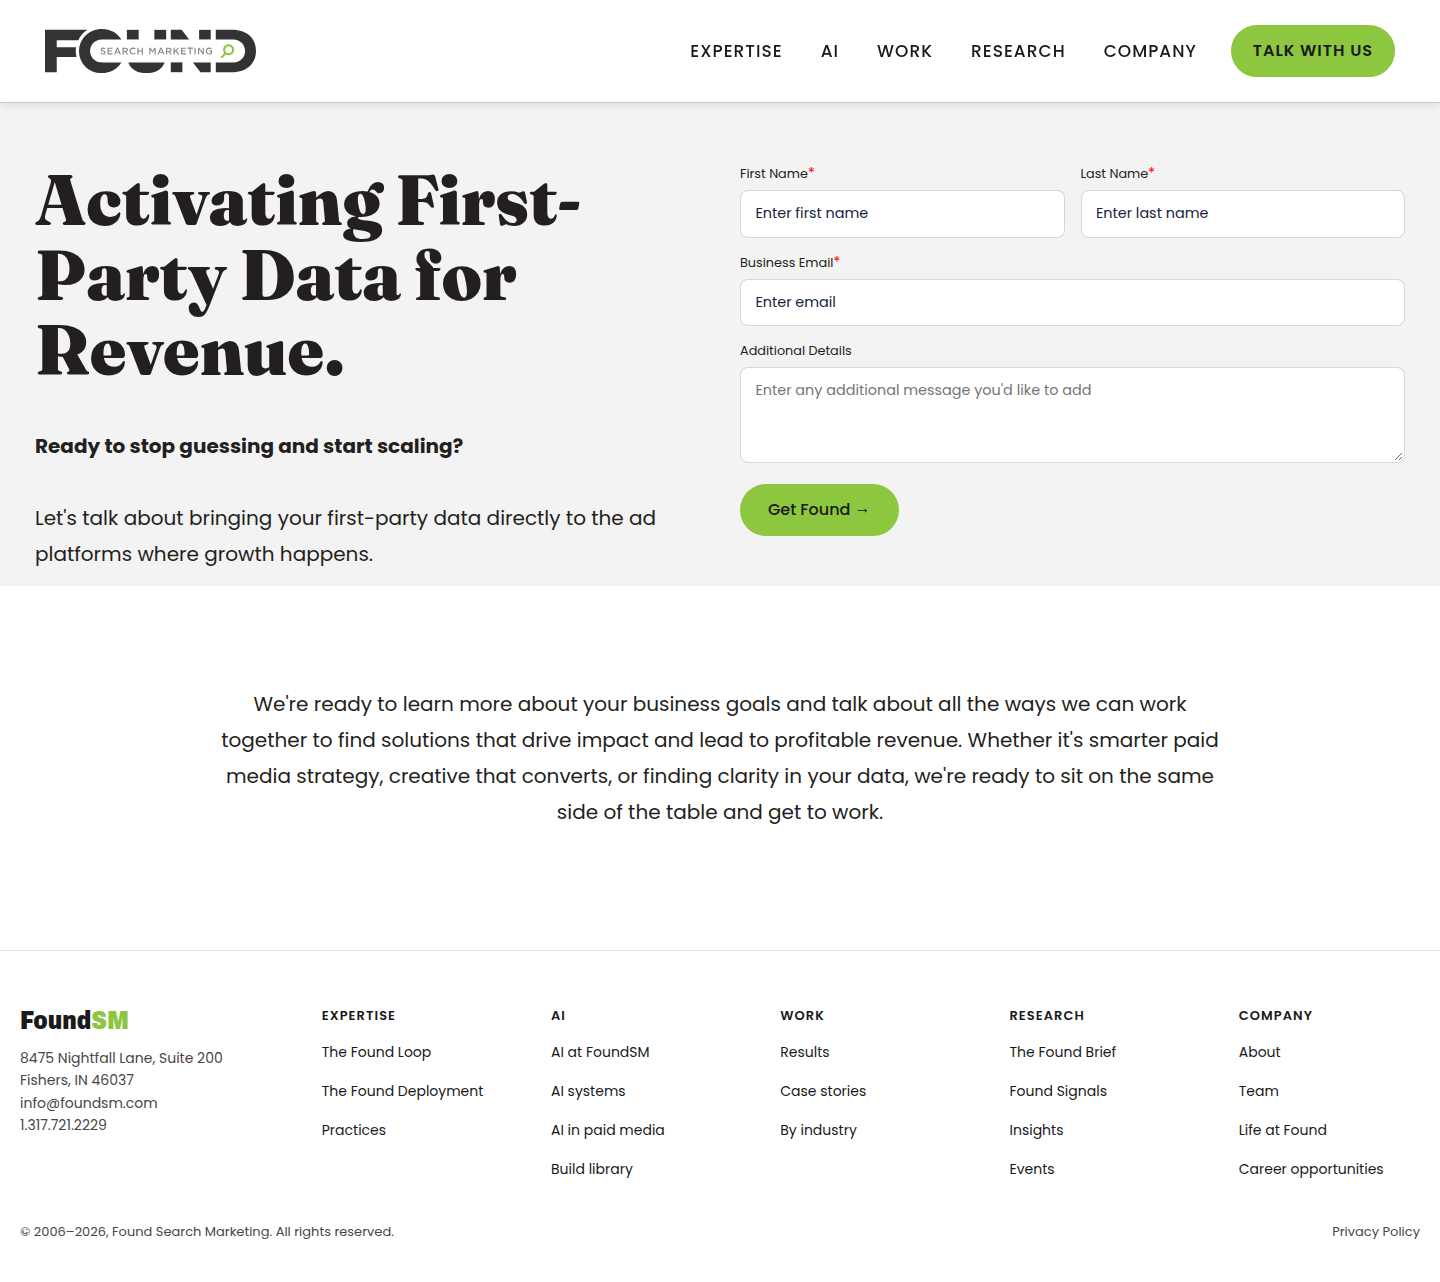 FOUND
SEARCH MARKETING
EXPERTISE
AI
WORK
RESEARCH
COMPANY
TALK WITH US
Activating First-
Party Data for
Revenue.
Ready to stop guessing and start scaling?
Let's talk about bringing your first-party data directly to the ad
platforms where growth happens.
First Name*
Last Name*
Enter first name
Enter last name
Business Email*
Enter email
Additional Details
Enter any additional message you'd like to add
Get Found →
We're ready to learn more about your business goals and talk about all the ways we can work
together to find solutions that drive impact and lead to profitable revenue. Whether it's smarter paid
media strategy, creative that converts, or finding clarity in your data, we're ready to sit on the same
side of the table and get to work.
FoundSM
8475 Nightfall Lane, Suite 200
Fishers, IN 46037
info@foundsm.com
1.317.721.2229
EXPERTISE
The Found Loop
The Found Deployment
Practices
AI
AI at FoundSM
AI systems
AI in paid media
Build library
WORK
Results
Case stories
By industry
RESEARCH
The Found Brief
Found Signals
Insights
Events
COMPANY
About
Team
Life at Found
Career opportunities
© 2006–2026, Found Search Marketing. All rights reserved.
Privacy Policy